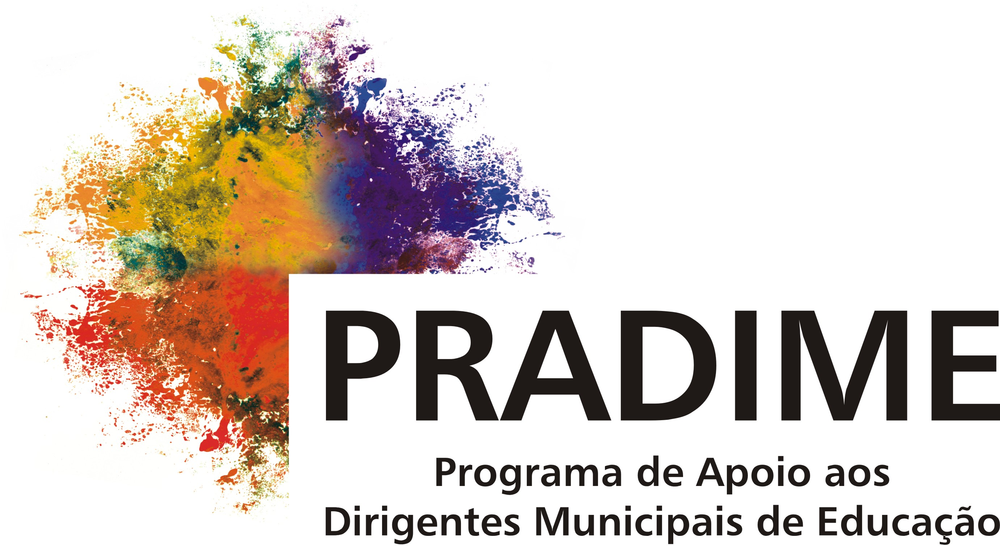 PRADIME
Programa de Apoio aos
Dirigentes Municipais de Educação